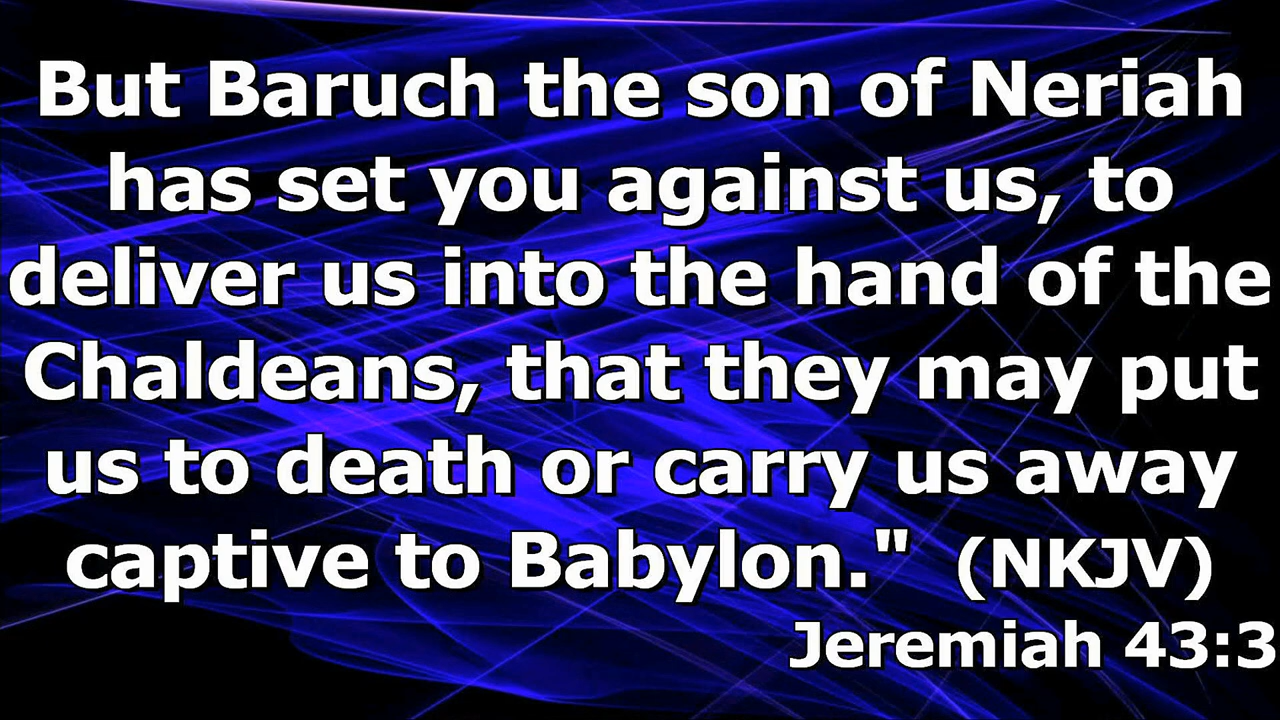 But Baruch the son of Neriah
has set you against us, to
deliver us into the hand of the
Chaldeans, that they may put
us to death or carry us away
captive to Babylon." (NKJV)
Jeremiah 43:3